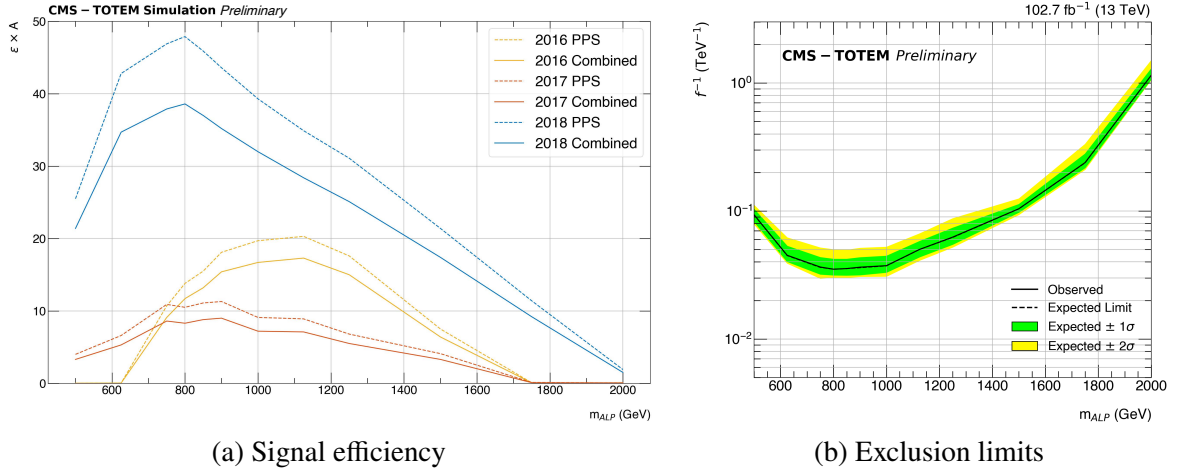 CMS − TOTEM Simulation Preliminary
ε × A
50
40
30
20
10
0
2016 PPS
2016 Combined
2017 PPS
2017 Combined
2018 PPS
2018 Combined
600 800 1000 1200 1400 1600 1800 2000
m_ALP (GeV)
(a) Signal efficiency
102.7 fb⁻¹ (13 TeV)
CMS − TOTEM Preliminary
f⁻¹ (TeV⁻¹)
10⁰
10⁻¹
10⁻²
Observed
Expected Limit
Expected ± 1σ
Expected ± 2σ
600 800 1000 1200 1400 1600 1800 2000
m_ALP (GeV)
(b) Exclusion limits